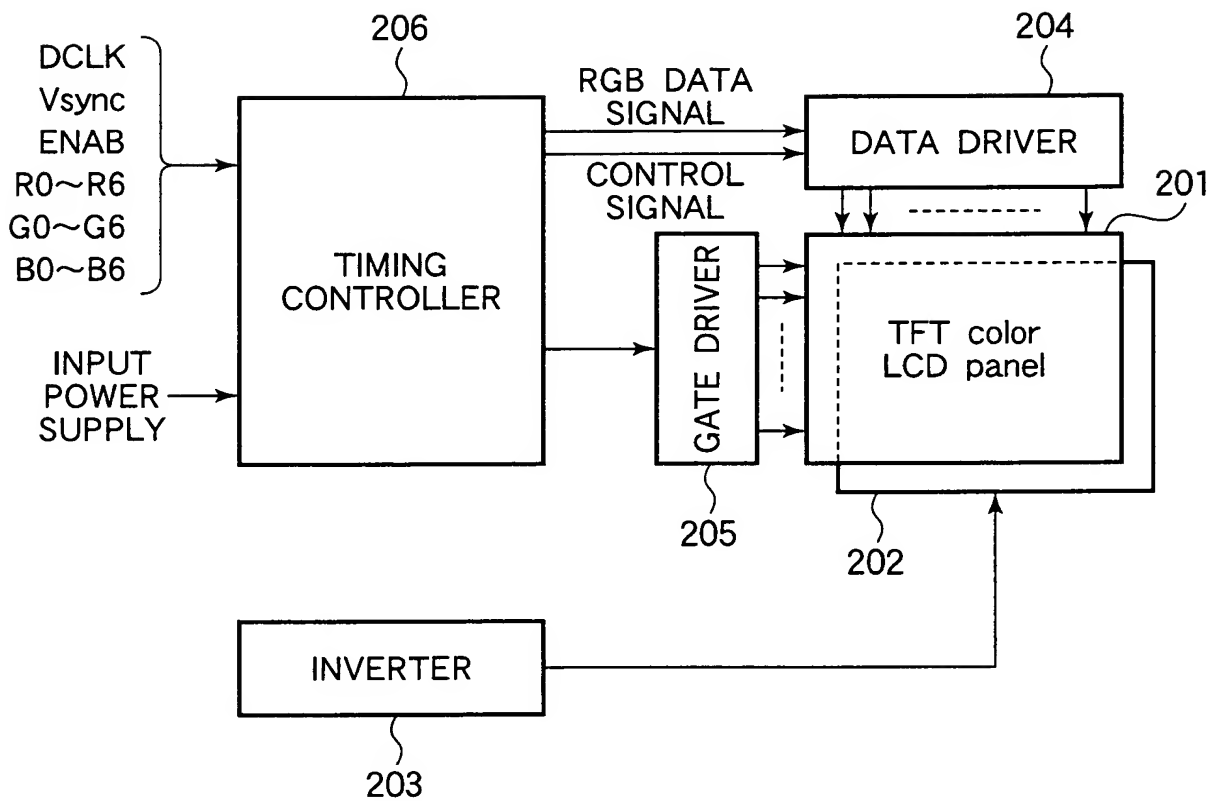 206
204
DCLK
Vsync
ENAB
R0~R6
G0~G6
B0~B6
RGB DATA
SIGNAL
CONTROL
SIGNAL
DATA DRIVER
201
TIMING
CONTROLLER
GATE DRIVER
TFT color
LCD panel
INPUT
POWER
SUPPLY
205
202
INVERTER
203